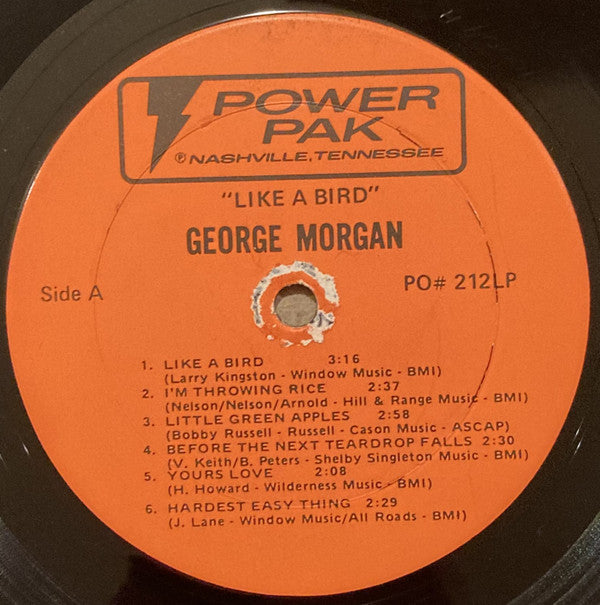 POWER
PAK
℗ NASHVILLE, TENNESSEE
"LIKE A BIRD"
GEORGE MORGAN
Side A
PO# 212LP
1. LIKE A BIRD 3:16
(Larry Kingston - Window Music - BMI)
2. I'M THROWING RICE 2:37
(Nelson/Nelson/Arnold - Hill & Range Music - BMI)
3. LITTLE GREEN APPLES 2:58
(Bobby Russell - Russell - Cason Music - ASCAP)
4. BEFORE THE NEXT TEARDROP FALLS 2:30
(V. Keith/B. Peters - Shelby Singleton Music - BMI)
5. YOURS LOVE 2:08
(H. Howard - Wilderness Music - BMI)
6. HARDEST EASY THING 2:29
(J. Lane - Window Music/All Roads - BMI)